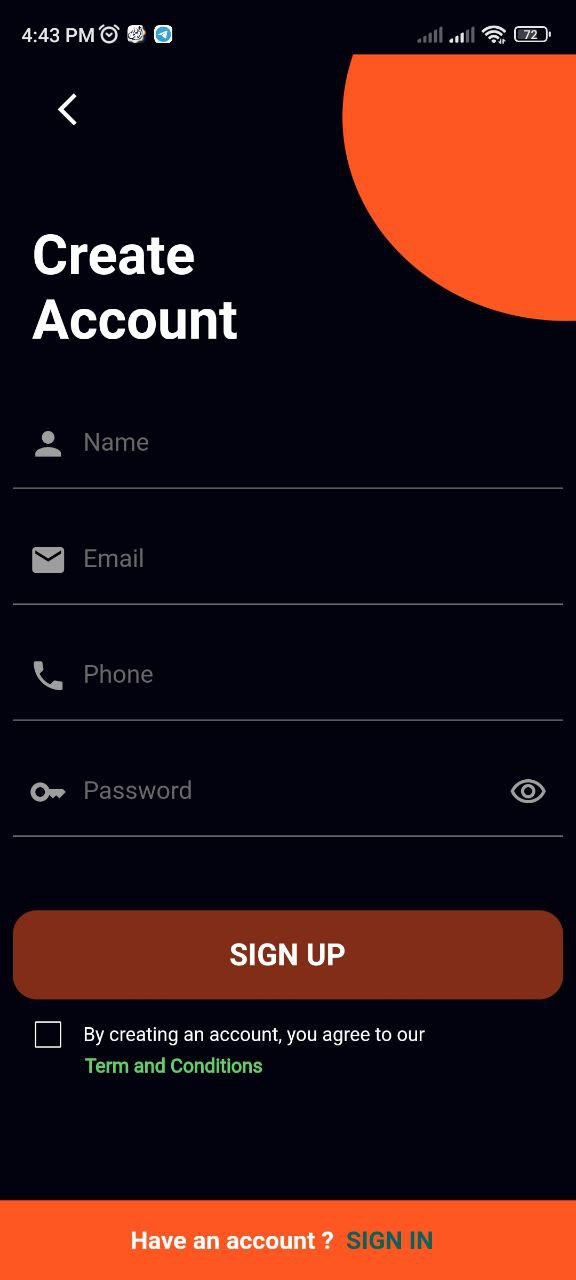 4:43 PM
72
Create
Account
Name
Email
Phone
Password
SIGN UP
By creating an account, you agree to our
Term and Conditions
Have an account ? SIGN IN